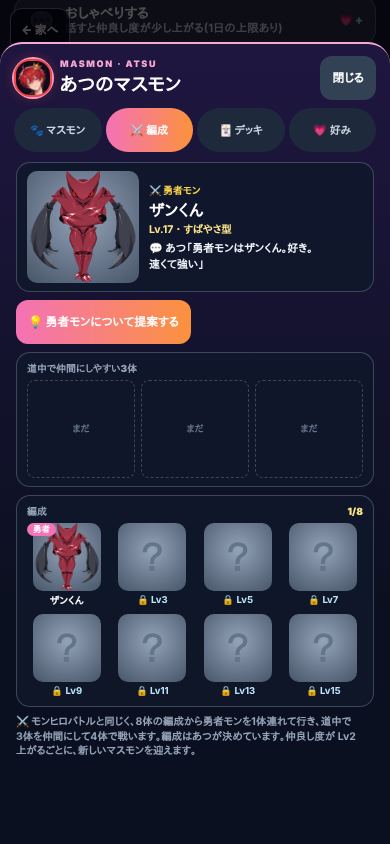 おしゃべりする
話すと仲良し度が少し上がる(1日の上限あり)
💗 +
← 家へ
MASMON · ATSU
あつのマスモン
閉じる
🐾 マスモン
⚔️ 編成
🃏 デッキ
💗 好み
⚔️ 勇者モン
ザンくん
Lv.17・すばやさ型
💬 あつ「勇者モンはザンくん。好き。
速くて強い」
💡 勇者モンについて提案する
道中で仲間にしやすい3体
まだ
まだ
まだ
編成
1/8
勇者
ザンくん
? 🔒 Lv3
? 🔒 Lv5
? 🔒 Lv7
? 🔒 Lv9
? 🔒 Lv11
? 🔒 Lv13
? 🔒 Lv15
⚔️ モンヒロバトルと同じく、8体の編成から勇者モンを1体連れて行き、道中で
3体を仲間にして4体で戦います。編成はあつが決めています。仲良し度が Lv2
上がるごとに、新しいマスモンを迎えます。